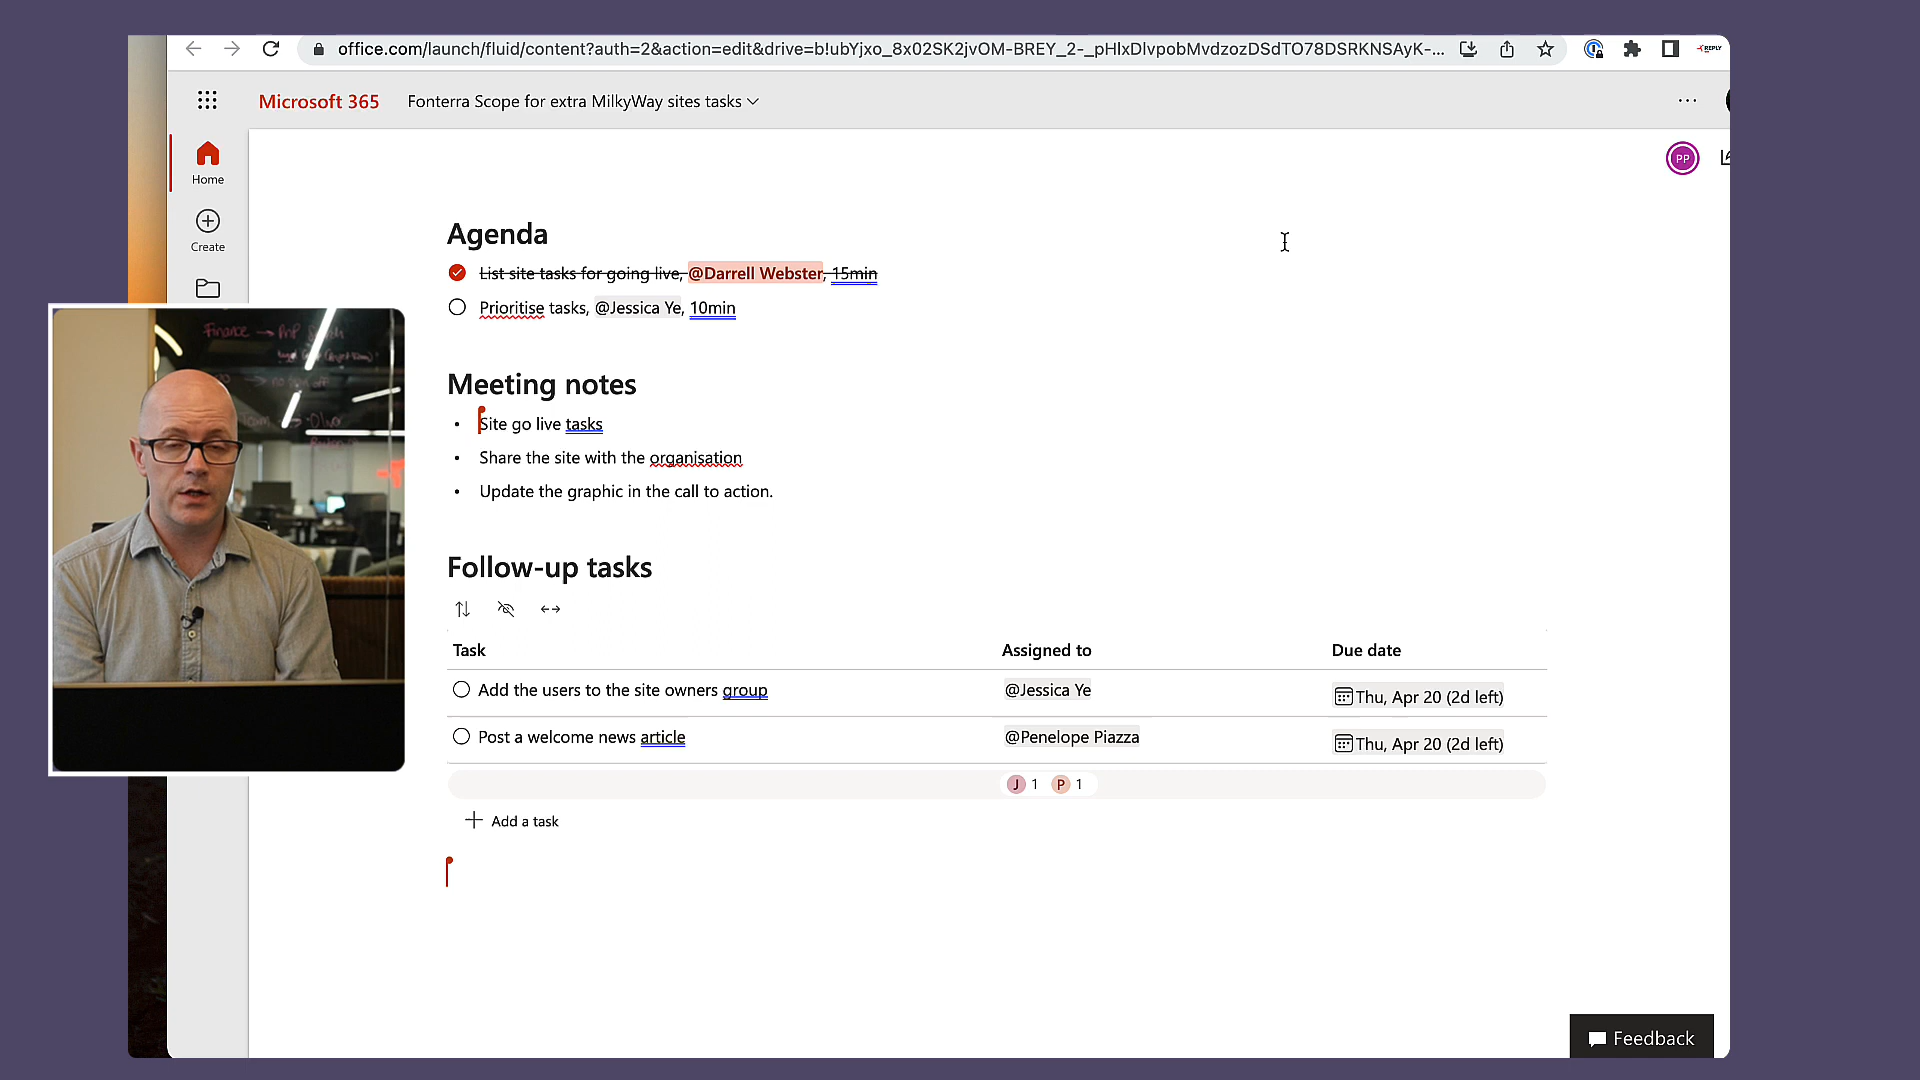 office.com/launch/fluid/content?auth=2&action=edit&drive=b!ubYjxo_8x02SK2jvOM-BREY_2-_pHIxDlvpobMvdzozDSdTO78DSRKNSAyK-...
REPLY
Microsoft 365
Fonterra Scope for extra MilkyWay sites tasks
PP
Home
Create
Agenda
List site tasks for going live, @Darrell Webster, 15min
Prioritise tasks, @Jessica Ye, 10min
Meeting notes
• Site go live tasks
• Share the site with the organisation
• Update the graphic in the call to action.
Finance → PnP
Follow-up tasks
Task Assigned to Due date
Add the users to the site owners group @Jessica Ye Thu, Apr 20 (2d left)
Post a welcome news article @Penelope Piazza Thu, Apr 20 (2d left)
J 1 P 1
Add a task
Feedback